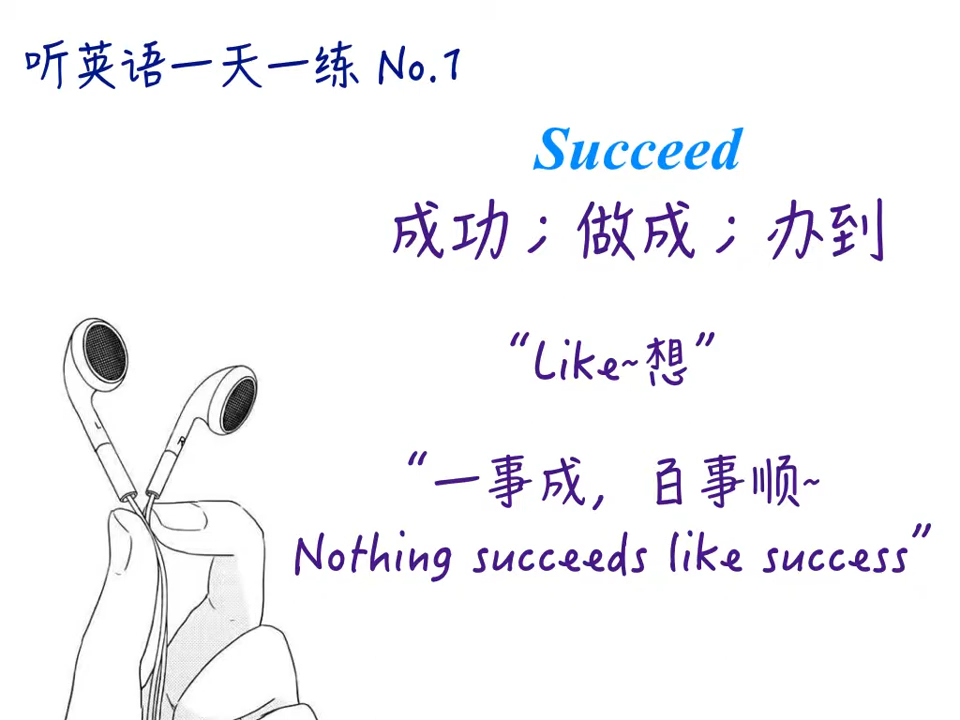 听英语一天一练 No.1
Succeed
成功；做成；办到
“Like~想”
“一事成，百事顺~
Nothing succeeds like success”
R
L